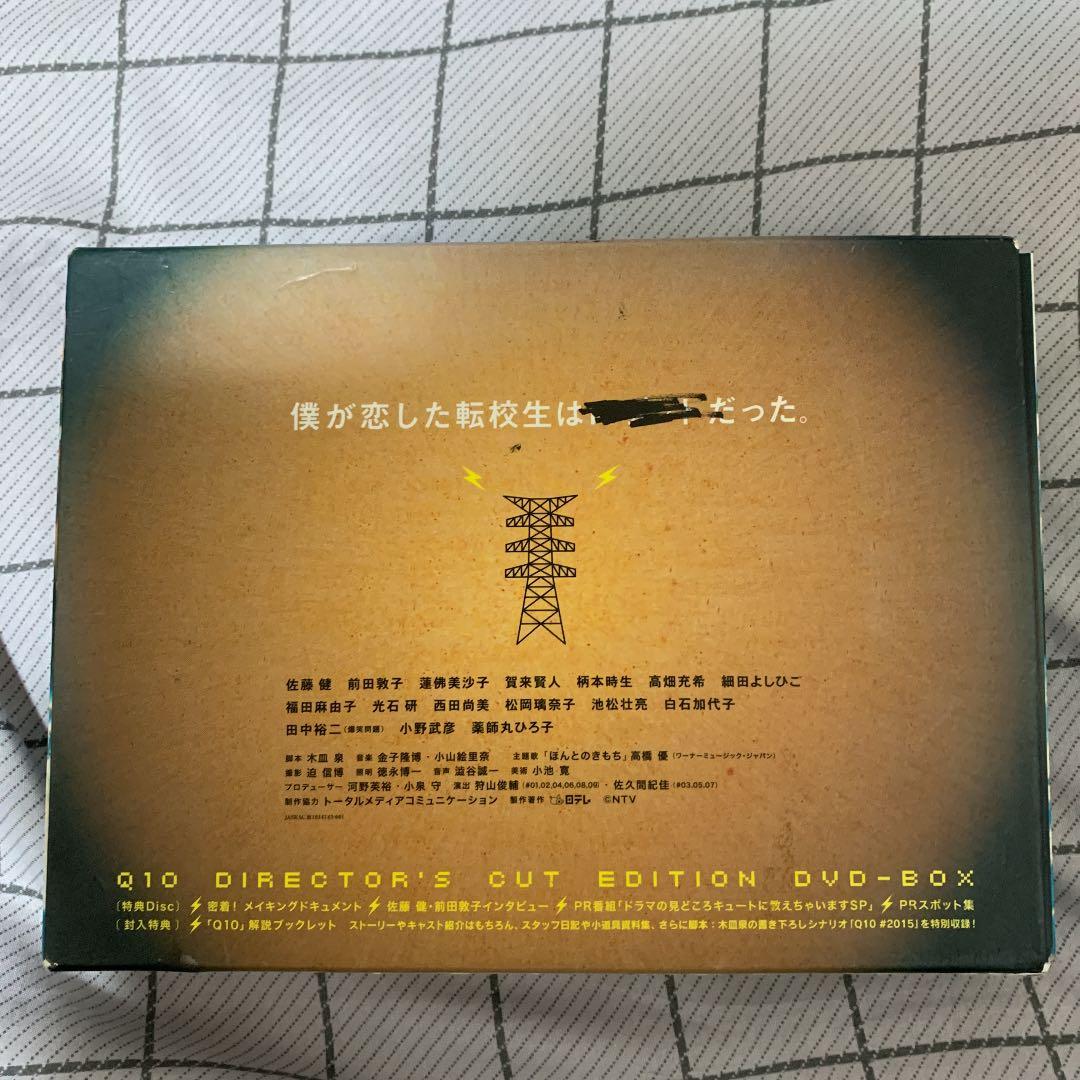 僕が恋した転校生は だった。
佐藤 健 前田敦子 蓮佛美沙子 賀来賢人 柄本時生 高畑充希 細田よしひこ
福田麻由子 光石 研 西田尚美 松岡璃奈子 池松壮亮 白石加代子
田中裕二(爆笑問題) 小野武彦 薬師丸ひろ子
脚本 木皿 泉 音楽 金子隆博・小山絵里奈 主題歌 「ほんとのきもち」高橋 優(ワーナーミュージック・ジャパン)
撮影 迫 信博 照明 徳永博一 音声 澁谷誠一 美術 小池 寛
プロデューサー 河野英裕・小泉 守 演出 狩山俊輔(#01,02,04,06,08,09)・佐久間紀佳(#03,05,07)
制作協力 トータルメディアコミュニケーション 製作著作 日テレ ©NTV
Q10 DIRECTOR'S CUT EDITION DVD-BOX
〔特典Disc〕 密着!メイキングドキュメント 佐藤 健・前田敦子インタビュー PR番組「ドラマの見どころキュートに教えちゃいますSP」 PRスポット集
〔封入特典〕 「Q10」解説ブックレット ストーリーやキャスト紹介はもちろん、スタッフ日記や小道具資料集、さらに脚本:木皿泉の書き下ろしシナリオ「Q10 #2015」を特別収録!